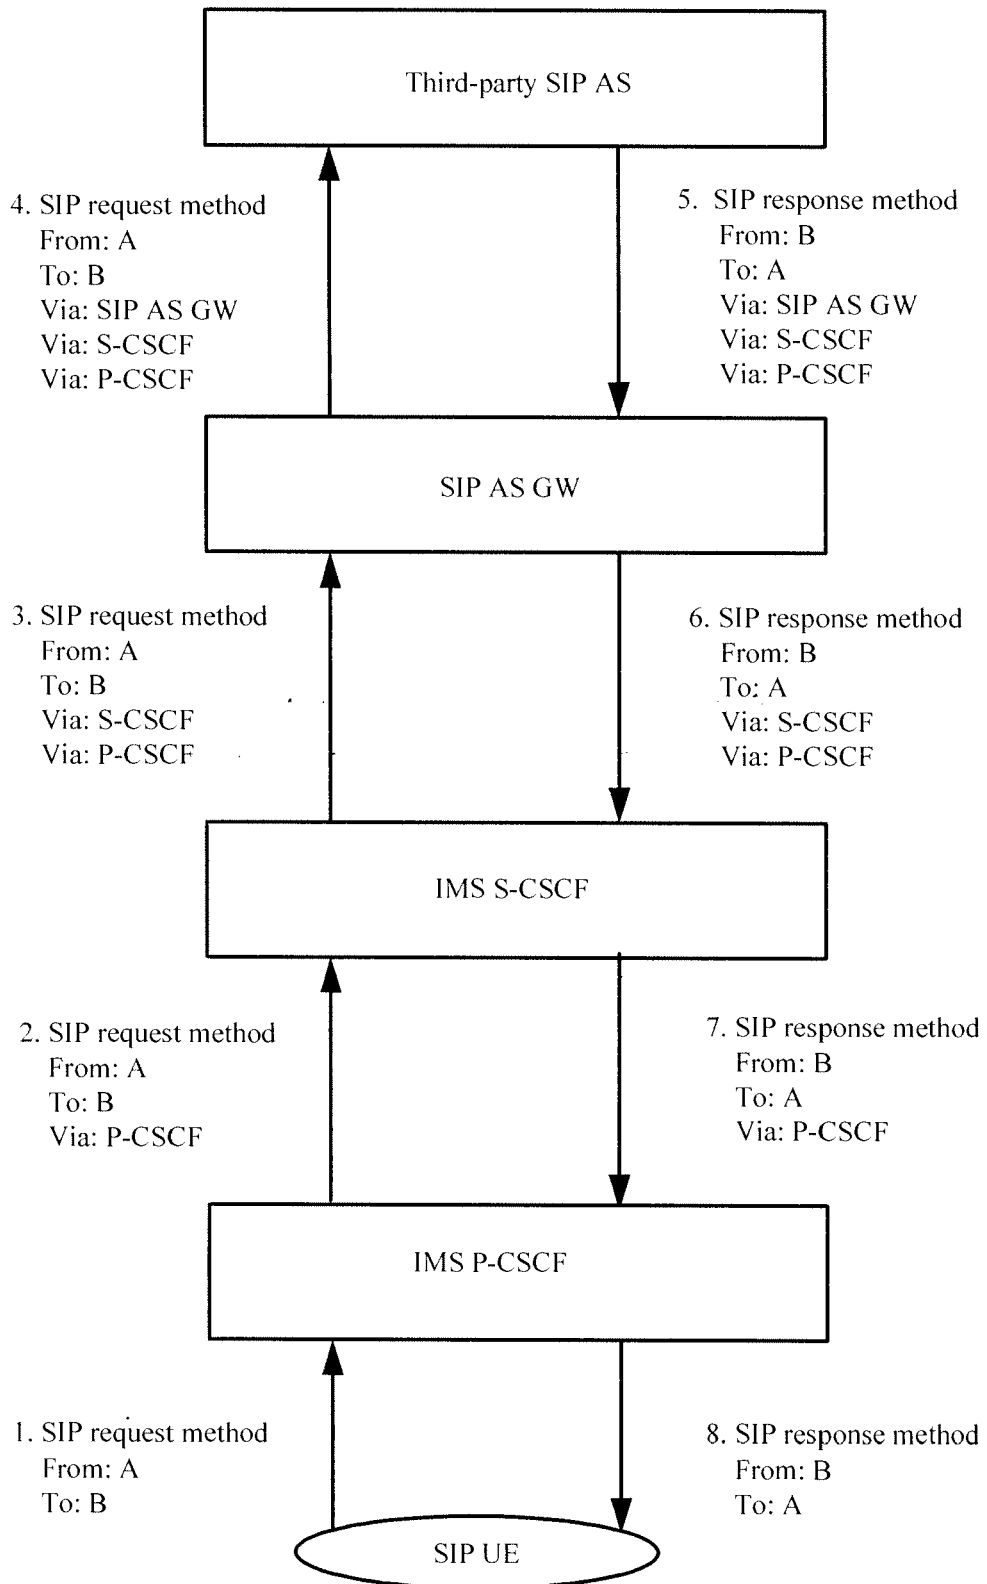 Third-party SIP AS
4. SIP request method
From: A
To: B
Via: SIP AS GW
Via: S-CSCF
Via: P-CSCF
5. SIP response method
From: B
To: A
Via: SIP AS GW
Via: S-CSCF
Via: P-CSCF
SIP AS GW
3. SIP request method
From: A
To: B
Via: S-CSCF
Via: P-CSCF
6. SIP response method
From: B
To: A
Via: S-CSCF
Via: P-CSCF
IMS S-CSCF
2. SIP request method
From: A
To: B
Via: P-CSCF
7. SIP response method
From: B
To: A
Via: P-CSCF
IMS P-CSCF
1. SIP request method
From: A
To: B
8. SIP response method
From: B
To: A
SIP UE